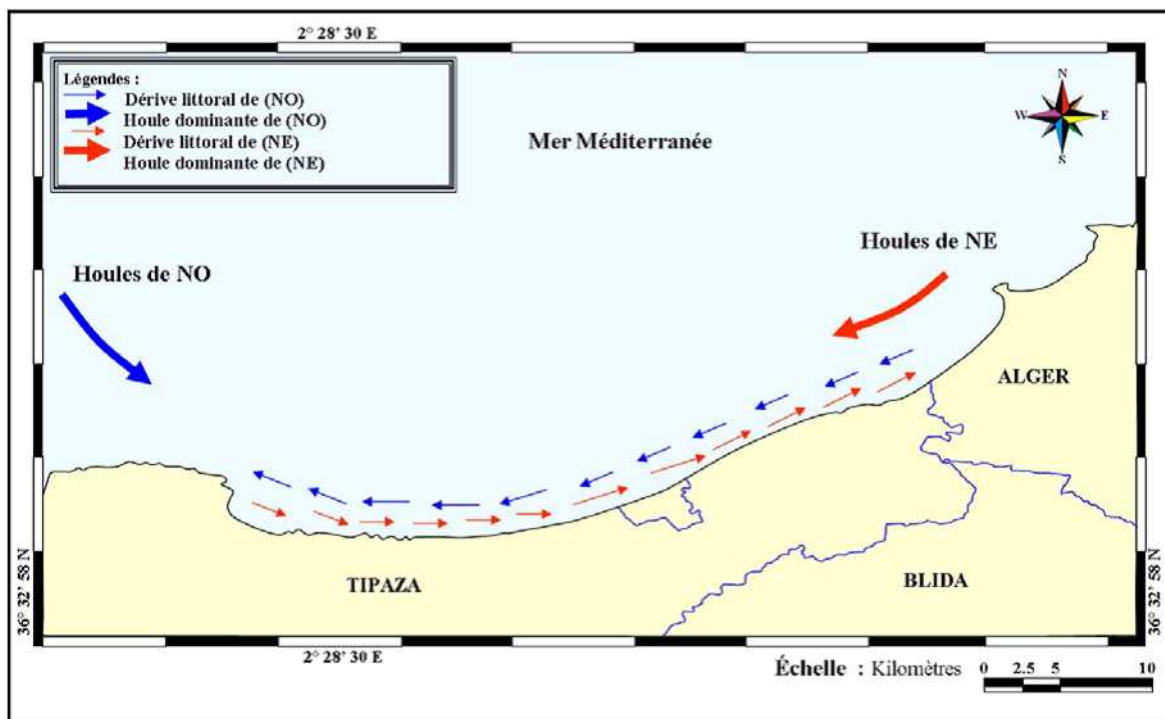 2° 28' 30 E
Légendes :
Dérive littoral de (NO)
Houle dominante de (NO)
Dérive littoral de (NE)
Houle dominante de (NE)
N
W
E
S
Mer Méditerranée
Houles de NE
Houles de NO
ALGER
TIPAZA
BLIDA
36° 32' 58 N
36° 32' 58 N
2° 28' 30 E
Échelle : Kilomètres
0 2.5 5 10